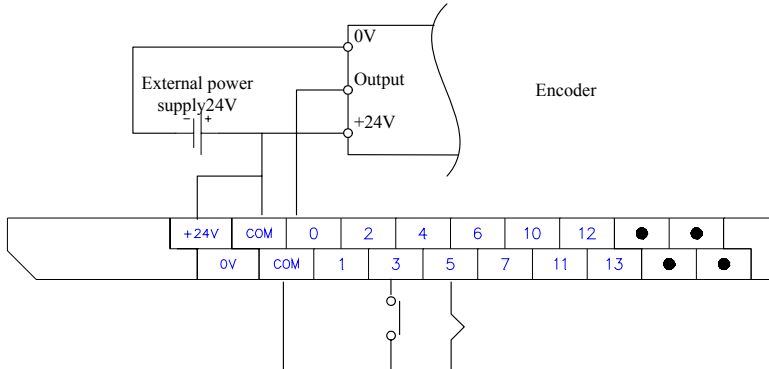 0V
External power
supply24V
Output
Encoder
- +
+24V
+24V COM 0 2 4 6 10 12 ● ●
0V COM 1 3 5 7 11 13 ● ●